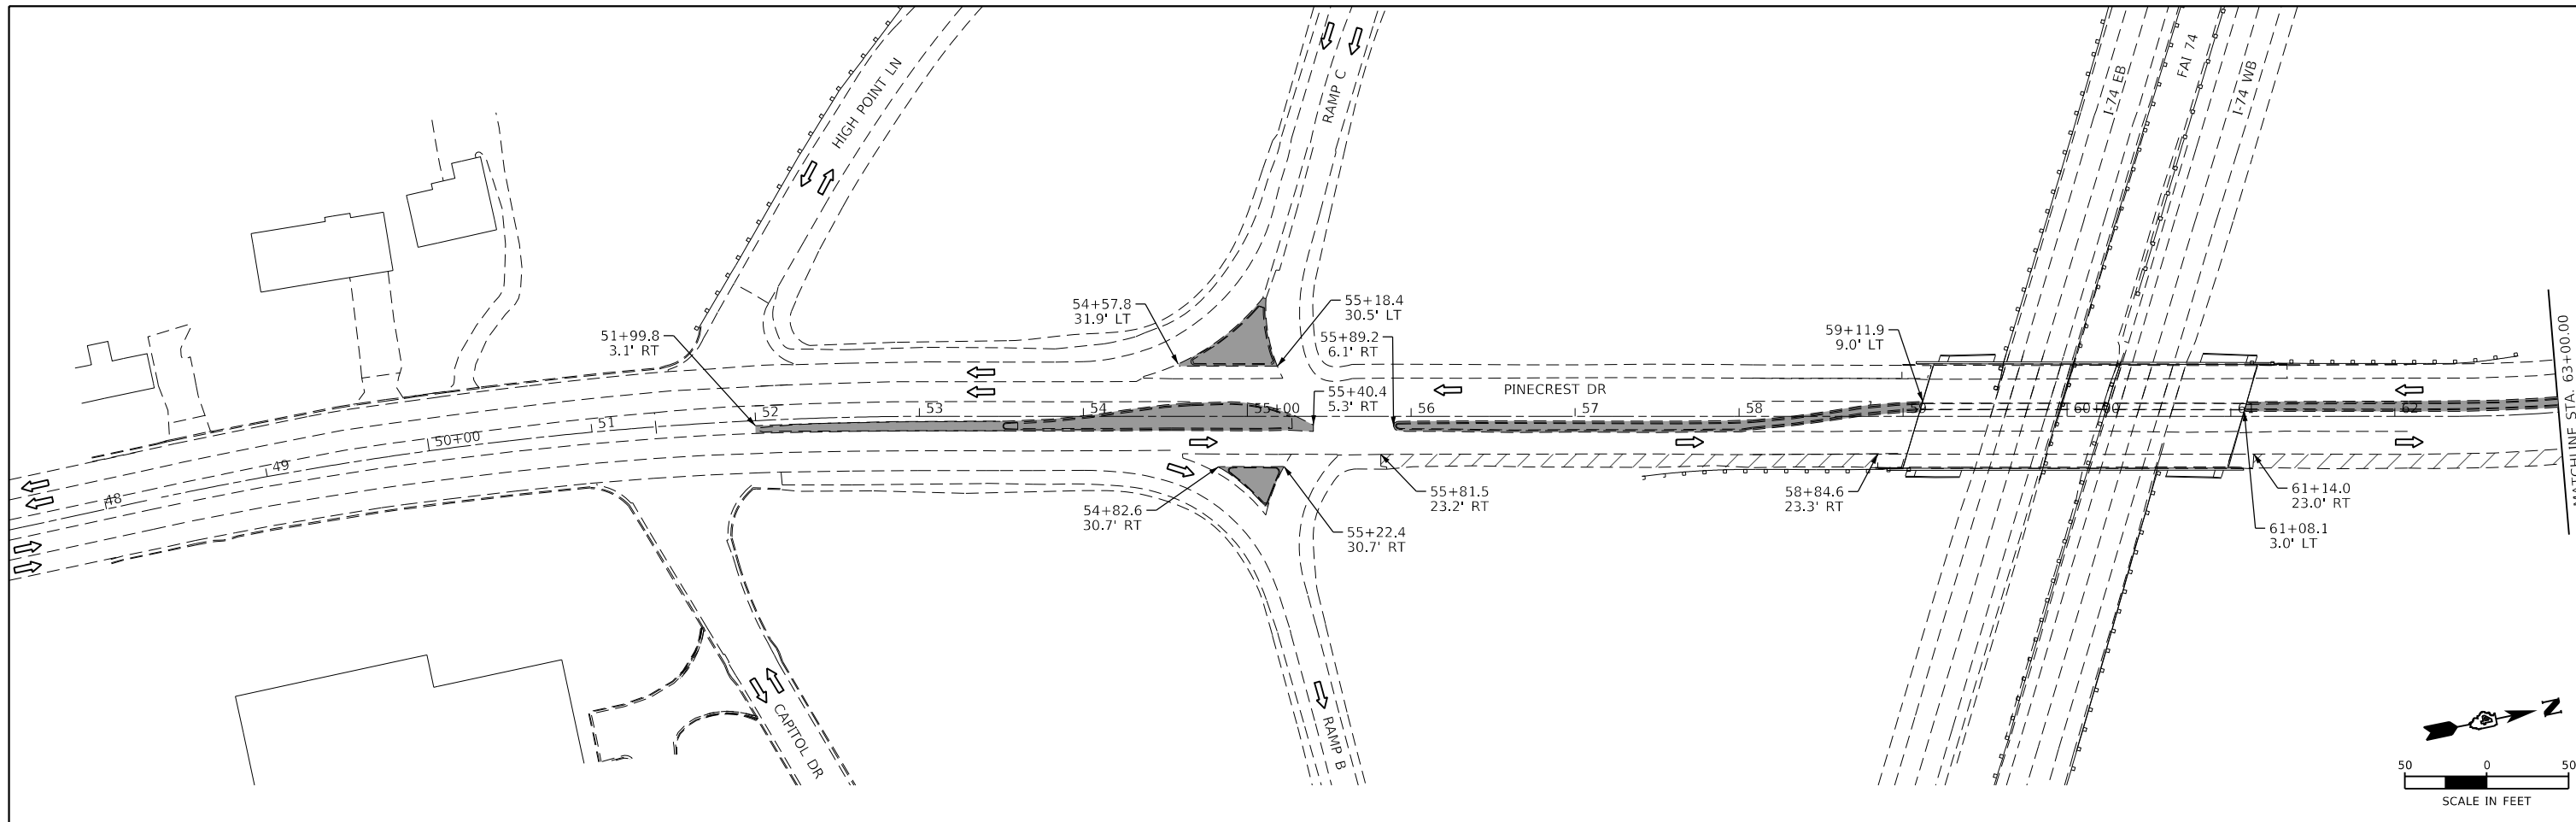 HIGH POINT LN
RAMP C
I-74 EB
FAI 74
I-74 WB
54+57.8
31.9' LT
55+18.4
30.5' LT
51+99.8
3.1' RT
55+89.2
6.1' RT
59+11.9
9.0' LT
55+40.4
5.3' RT
PINECREST DR
48
49
50+00
51
52
53
54
55+00
56
57
58
59
60+00
61
62
MATCHLINE STA. 63+00.00
54+82.6
30.7' RT
55+22.4
30.7' RT
55+81.5
23.2' RT
58+84.6
23.3' RT
61+14.0
23.0' RT
61+08.1
3.0' LT
CAPITOL DR
RAMP B
N
50 0 50
SCALE IN FEET